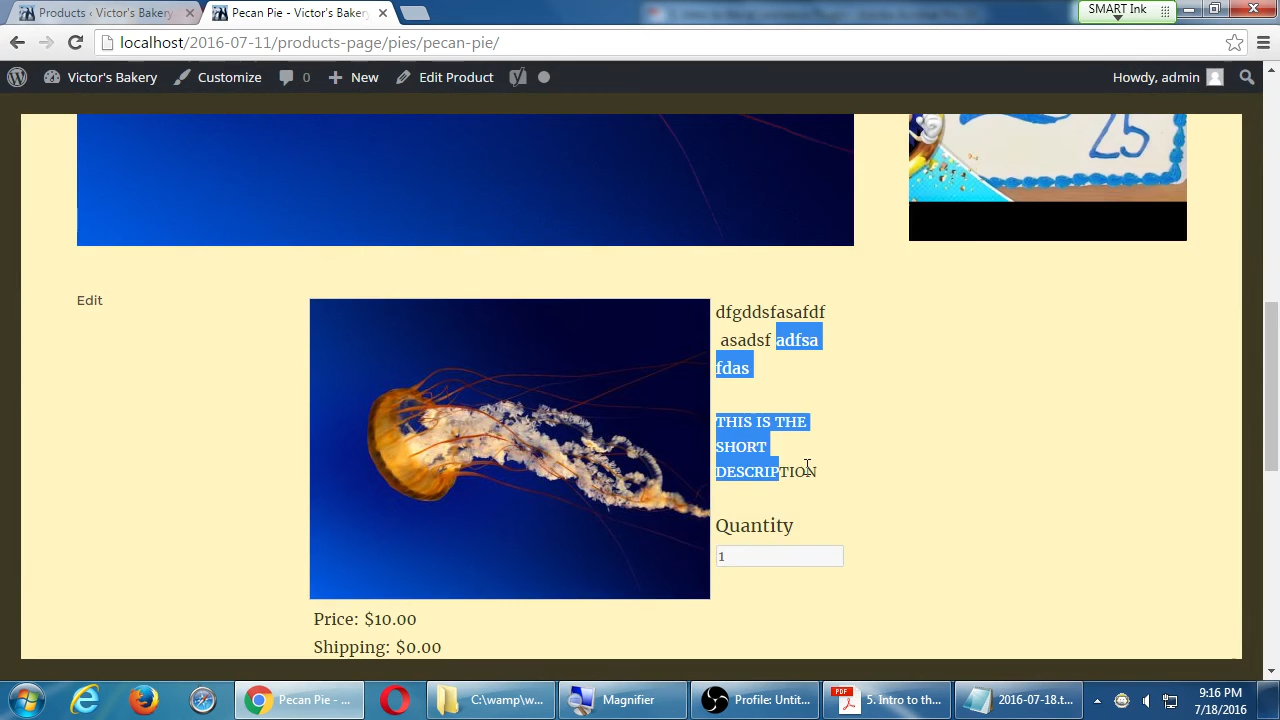 SMART Ink
Products ‹ Victor's Bakery
Pecan Pie - Victor's Bakery
localhost/2016-07-11/products-page/pies/pecan-pie/
Victor's Bakery
Customize
0
New
Edit Product
Howdy, admin
25
Edit
dfgddsfasafdf
asadsf adfsa
fdas
THIS IS THE
SHORT
DESCRIPTION
Quantity
1
Price: $10.00
Shipping: $0.00
Pecan Pie - ...
C:\wamp\w...
Magnifier
Profile: Untit...
PDF
5. Intro to th...
2016-07-18.t...
9:16 PM
7/18/2016